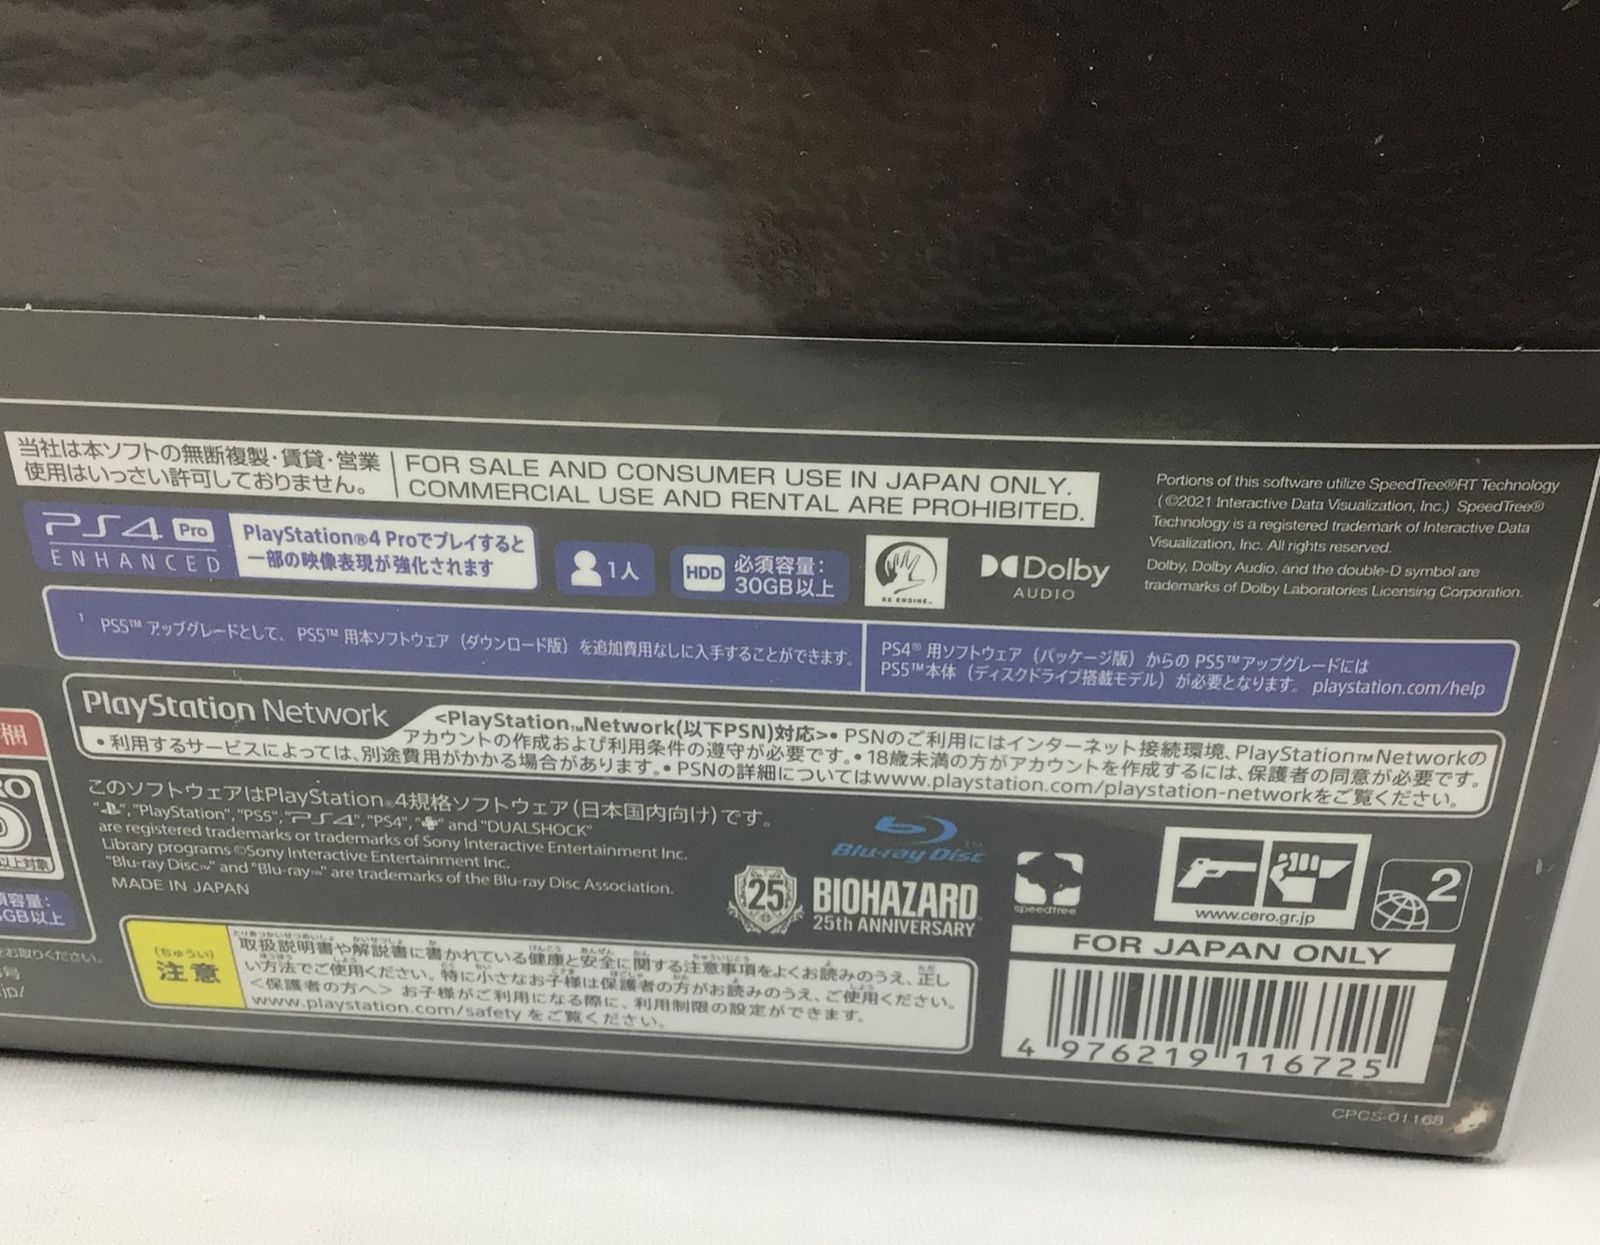 当社は本ソフトの無断複製・賃貸・営業
使用はいっさい許可しておりません。
FOR SALE AND CONSUMER USE IN JAPAN ONLY.
COMMERCIAL USE AND RENTAL ARE PROHIBITED.
PS4 Pro
ENHANCED
PlayStation®4 Proでプレイすると
一部の映像表現が強化されます
1人
HDD
必須容量:
30GB以上
RE ENGINE
Dolby
AUDIO
Portions of this software utilize SpeedTree®RT Technology
(©2021 Interactive Data Visualization, Inc.) SpeedTree®
Technology is a registered trademark of Interactive Data
Visualization, Inc. All rights reserved.
Dolby, Dolby Audio, and the double-D symbol are
trademarks of Dolby Laboratories Licensing Corporation.
¹ PS5™ アップグレードとして、PS5™ 用本ソフトウェア（ダウンロード版）を追加費用なしに入手することができます。
PS4® 用ソフトウェア（パッケージ版）からの PS5™アップグレードには
PS5™本体（ディスクドライブ搭載モデル）が必要となります。 playstation.com/help
PlayStation Network
<PlayStation™Network(以下PSN)対応>• PSNのご利用にはインターネット接続環境、PlayStation™Networkの
アカウントの作成および利用条件の遵守が必要です。• 18歳未満の方がアカウントを作成するには、保護者の同意が必要です。
• 利用するサービスによっては、別途費用がかかる場合があります。• PSNの詳細についてはwww.playstation.com/playstation-networkをご覧ください。
梱
RO
以上対象
須容量:
GB以上
をお取りください。
号
.jp/
このソフトウェアはPlayStation®4規格ソフトウェア(日本国内向け)です。
"PlayStation", "PS5", "PS4", "PS4", and "DUALSHOCK"
are registered trademarks or trademarks of Sony Interactive Entertainment Inc.
Library programs ©Sony Interactive Entertainment Inc.
"Blu-ray Disc™" and "Blu-ray™" are trademarks of the Blu-ray Disc Association.
MADE IN JAPAN
Blu-ray Disc™
25
BIOHAZARD
25th ANNIVERSARY
speedtree
www.cero.gr.jp
2
FOR JAPAN ONLY
4 976219 116725
CPCS-01168
(ちゅうい)
注意
取扱説明書や解説書に書かれている健康と安全に関する注意事項をよくお読みのうえ、正し
い方法でご使用ください。特に小さなお子様は保護者の方がお読みのうえ、ご使用ください。
＜保護者の方へ＞ お子様がご利用になる際に、利用制限の設定ができます。
www.playstation.com/safety をご覧ください。